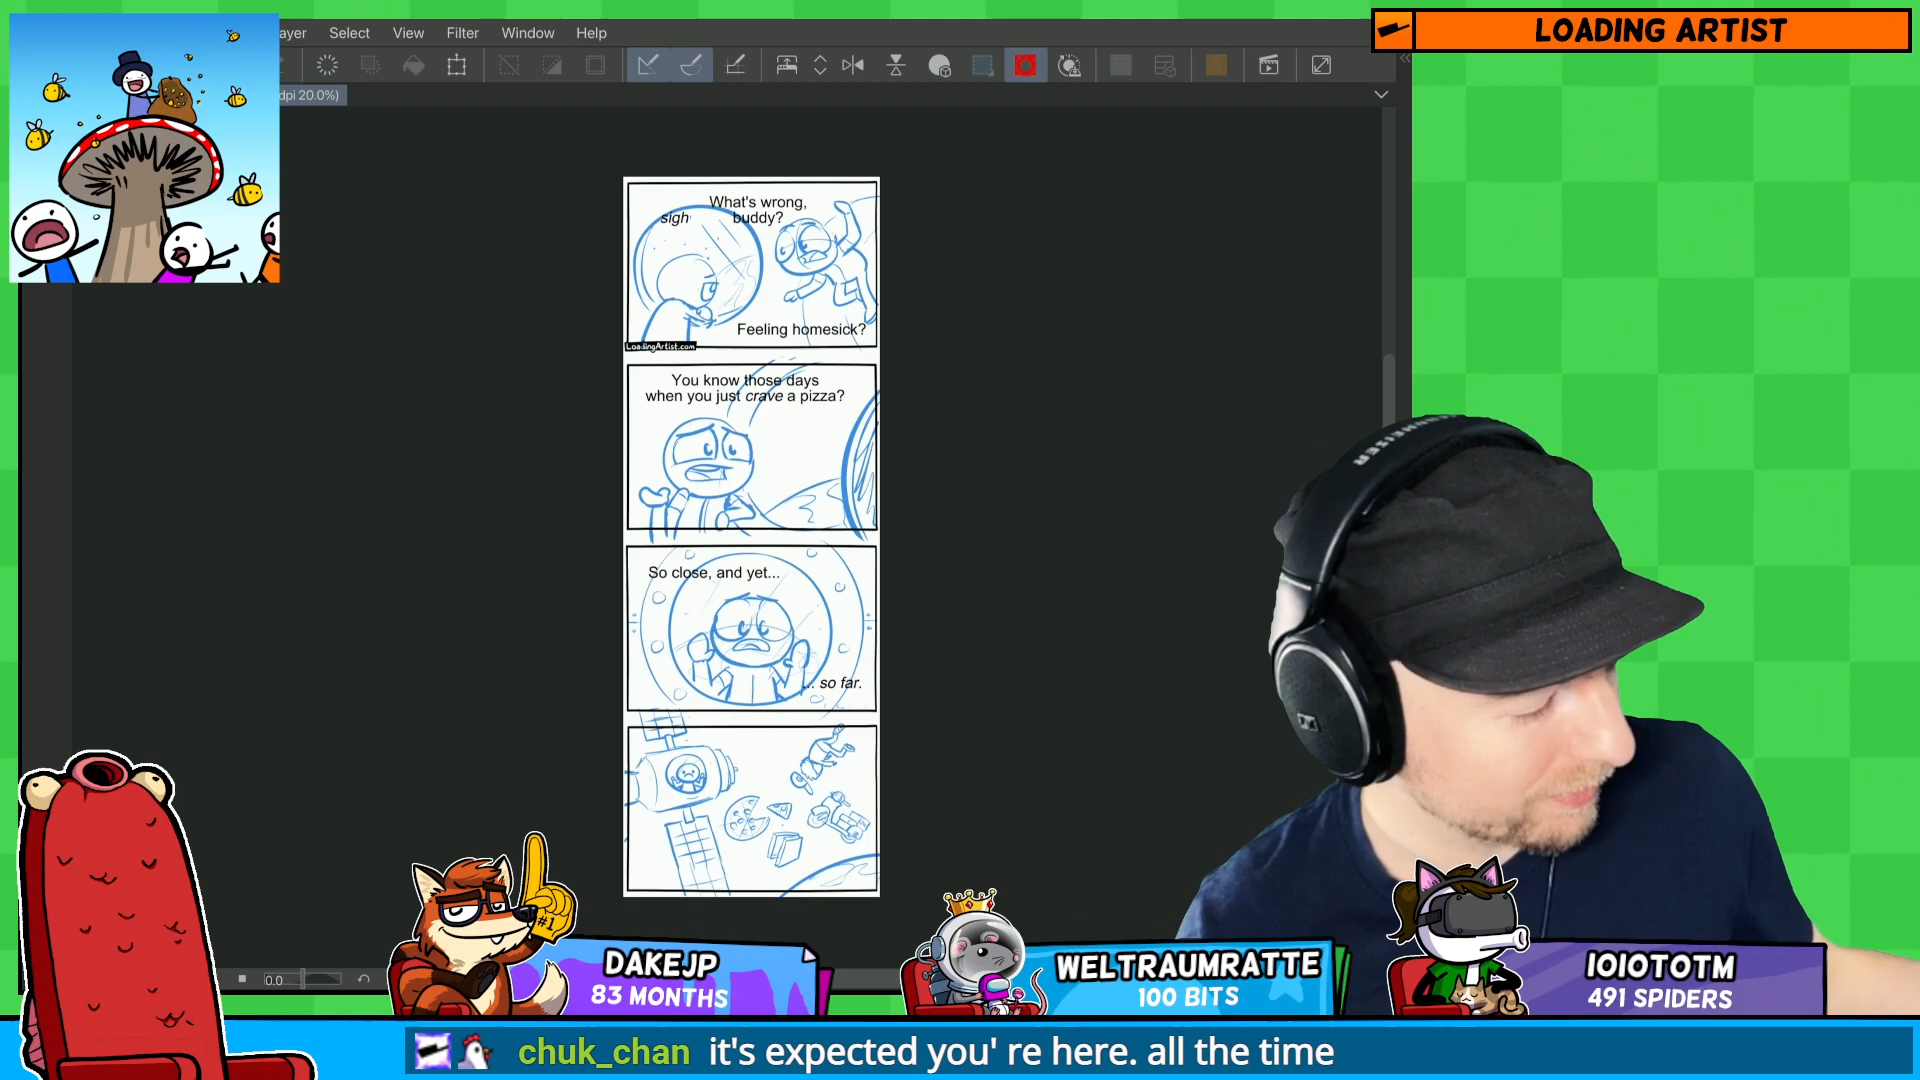 LOADING ARTIST
ayer Select View Filter Window Help
dpi 20.0%)
What's wrong,
sigh buddy?
Feeling homesick?
LoadingArtist.com
You know those days
when you just crave a pizza?
So close, and yet...
... so far.
SENNHEISER
#1
0.0
DAKEJP
83 MONTHS
WELTRAUMRATTE
100 BITS
IOIOTOTM
491 SPIDERS
chuk_chan it's expected you' re here. all the time